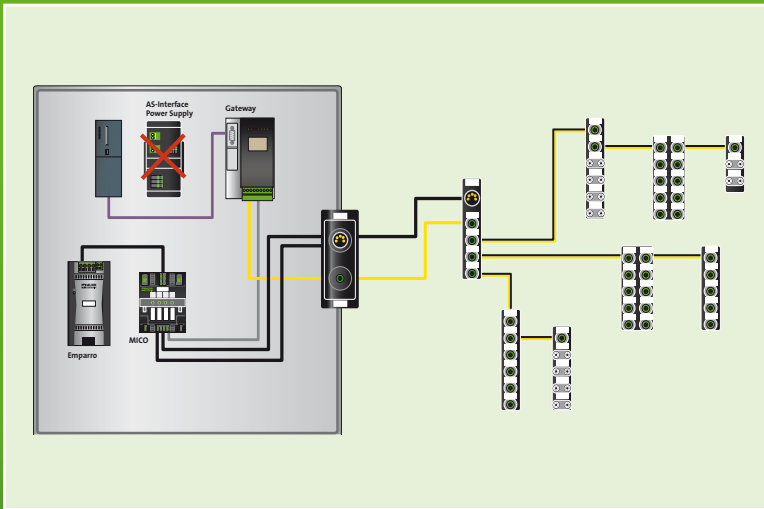 AS-Interface
Power Supply
Gateway
Emparro
MICO